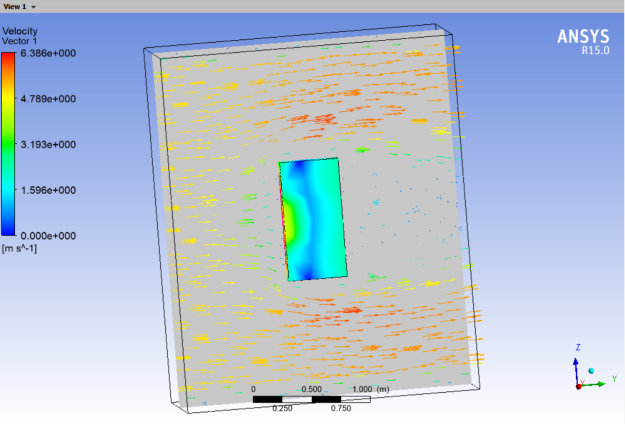 View 1
ANSYS
R15.0
Velocity
Vector 1
6.386e+000
4.789e+000
3.193e+000
1.596e+000
0.000e+000
[m s^-1]
0 0.500 1.000 (m)
0.250 0.750
Z
Y
X